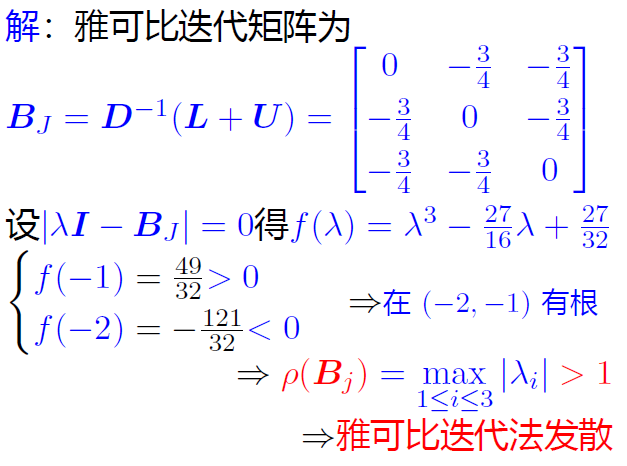 解：雅可比迭代矩阵为
$\boldsymbol{B}_J = \boldsymbol{D}^{-1}(\boldsymbol{L} + \boldsymbol{U}) = \begin{bmatrix} 0 & -\frac{3}{4} & -\frac{3}{4} \\ -\frac{3}{4} & 0 & -\frac{3}{4} \\ -\frac{3}{4} & -\frac{3}{4} & 0 \end{bmatrix}$
设$|\lambda \boldsymbol{I} - \boldsymbol{B}_J| = 0$得$f(\lambda) = \lambda^3 - \frac{27}{16}\lambda + \frac{27}{32}$
$\begin{cases} f(-1) = \frac{49}{32} > 0 \\ f(-2) = -\frac{121}{32} < 0 \end{cases}$ $\Rightarrow$在 $(-2, -1)$ 有根
$\Rightarrow \rho(\boldsymbol{B}_j) = \max_{1 \leq i \leq 3} |\lambda_i| > 1$
$\Rightarrow$雅可比迭代法发散